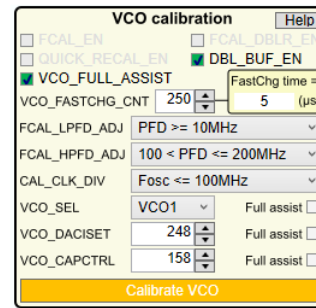 VCO calibration Help
FCAL_EN FCAL_DBLR_EN
QUICK_RECAL_EN DBL_BUF_EN
VCO_FULL_ASSIST FastChg time =
VCO_FASTCHG_CNT 250 5 (µs
FCAL_LPFD_ADJ PFD >= 10MHz
FCAL_HPFD_ADJ 100 < PFD <= 200MHz
CAL_CLK_DIV Fosc <= 100MHz
VCO_SEL VCO1 Full assist
VCO_DACISET 248 Full assist
VCO_CAPCTRL 158 Full assist
Calibrate VCO